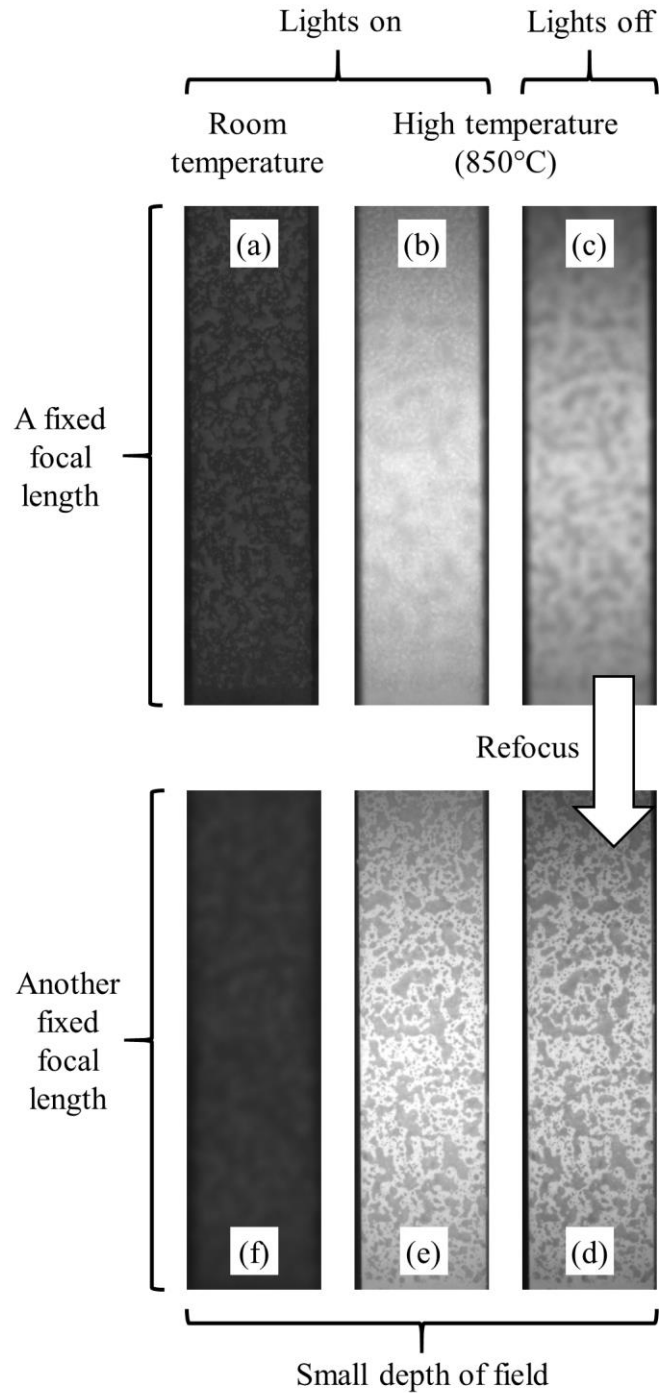 Lights on
Lights off
Room
temperature
High temperature
(850°C)
(a)
(b)
(c)
A fixed
focal
length
Refocus
Another
fixed
focal
length
(f)
(e)
(d)
Small depth of field